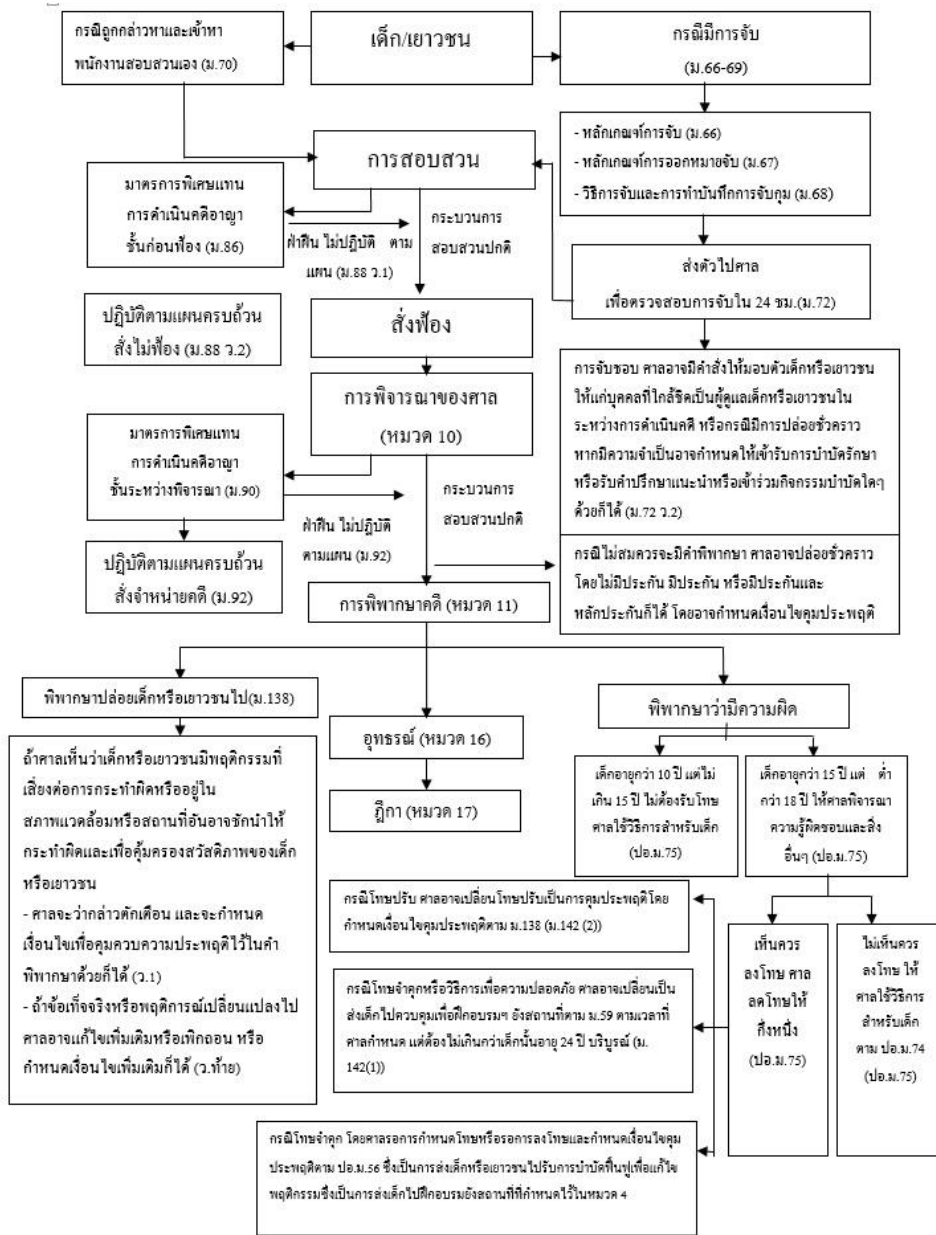 กรณีถูกกล่าวหาและเข้าหา
พนักงานสอบสวนเอง (ม.70)
เด็ก/เยาวชน
กรณีมีการจับ
(ม.66-69)
- หลักเกณฑ์การจับ (ม.66)
- หลักเกณฑ์การออกหมายจับ (ม.67)
- วิธีการจับและการทำบันทึกการจับกุม (ม.68)
การสอบสวน
มาตรการพิเศษแทน
การดำเนินคดีอาญา
ชั้นก่อนฟ้อง (ม.86)
ฝ่าฝืน ไม่ปฎิบัติ ตาม
แผน (ม.88 ว.1)
กระบวนการ
สอบสวนปกติ
ส่งตัวไปศาล
เพื่อตรวจสอบการจับใน 24 ชม.(ม.72)
ปฎิบัติตามแผนครบถ้วน
สั่งไม่ฟ้อง (ม.88 ว.2)
สั่งฟ้อง
การพิจารณาของศาล
(หมวด 10)
การจับชอบ ศาลอาจมีคำสั่งให้มอบตัวเด็กหรือเยาวชน
ให้แก่บุคคลที่ใกล้ชิดเป็นผู้ดูแลเด็กหรือเยาวชนใน
ระหว่างการดำเนินคดี หรือกรณีมีการปล่อยชั่วคราว
หากมีความจำเป็นอาจกำหนดให้เข้ารับการบำบัดรักษา
หรือรับคำปรึกษาแนะนำหรือเข้าร่วมกิจกรรมบำบัดใดๆ
ด้วยก็ได้ (ม.72 ว.2)
มาตรการพิเศษแทน
การดำเนินคดีอาญา
ชั้นระหว่างพิจารณา (ม.90)
ฝ่าฝืน ไม่ปฎิบัติ
ตามแผน (ม.92)
กระบวนการ
สอบสวนปกติ
กรณีไม่สมควรจะมีคำพิพากษา ศาลอาจปล่อยชั่วคราว
โดยไม่มีประกัน มีประกัน หรือมีประกันและ
หลักประกันก็ได้ โดยอาจกำหนดเงื่อนไขคุมประพฤติ
ปฎิบัติตามแผนครบถ้วน
สั่งจำหน่ายคดี (ม.92)
การพิพากษาคดี (หมวด 11)
พิพากษาปล่อยเด็กหรือเยาวชนไป(ม.138)
อุทธรณ์ (หมวด 16)
ฎีกา (หมวด 17)
พิพากษาว่ามีความผิด
ถ้าศาลเห็นว่าเด็กหรือเยาวชนมีพฤติกรรมที่
เสี่ยงต่อการกระทำผิดหรืออยู่ใน
สภาพแวดล้อมหรือสถานที่อันอาจชักนำให้
กระทำผิดและเพื่อคุ้มครองสวัสดิภาพของเด็ก
หรือเยาวชน
- ศาลจะว่ากล่าวตักเตือน และจะกำหนด
เงื่อนไขเพื่อคุมควบความประพฤติไว้ในคำ
พิพากษาด้วยก็ได้ (ว.1)
- ถ้าข้อเท็จจริงหรือพฤติการณ์เปลี่ยนแปลงไป
ศาลอาจแก้ไขเพิ่มเติมหรือเพิกถอน หรือ
กำหนดเงื่อนไขเพิ่มเติมก็ได้ (ว.ท้าย)
เด็กอายุกว่า 10 ปี แต่ไม่
เกิน 15 ปี ไม่ต้องรับโทษ
ศาลใช้วิธีการสำหรับเด็ก
(ปอ.ม.75)
เด็กอายุกว่า 15 ปี แต่ ต่ำ
กว่า 18 ปี ให้ศาลพิจารณา
ความรู้ผิดชอบและสิ่ง
อื่นๆ (ปอ.ม.75)
กรณีโทษปรับ ศาลอาจเปลี่ยนโทษปรับเป็นการคุมประพฤติโดย
กำหนดเงื่อนไขคุมประพฤติตาม ม.138 (ม.142 (2))
กรณีโทษจำคุกหรือวิธีการเพื่อความปลอดภัย ศาลอาจเปลี่ยนเป็น
ส่งเด็กไปควบคุมเพื่อฝึกอบรมฯ ยังสถานที่ตาม ม.59 ตามเวลาที่
ศาลกำหนด แต่ต้องไม่เกินกว่าเด็กนั้นอายุ 24 ปี บริบูรณ์ (ม.
142(1))
เห็นควร
ลงโทษ ศาล
ลดโทษให้
กึ่งหนึ่ง
(ปอ.ม.75)
ไม่เห็นควร
ลงโทษ ให้
ศาลใช้วิธีการ
สำหรับเด็ก
ตาม ปอ.ม.74
(ปอ.ม.75)
กรณีโทษจำคุก โดยศาลรอการกำหนดโทษหรือรอการลงโทษและกำหนดเงื่อนไขคุม
ประพฤติตาม ปอ.ม.56 ซึ่งเป็นการส่งเด็กหรือเยาวชนไปรับการบำบัดฟื้นฟูเพื่อแก้ไข
พฤติกรรมซึ่งเป็นการส่งเด็กไปฝึกอบรมยังสถานที่ที่กำหนดไว้ในหมวด 4